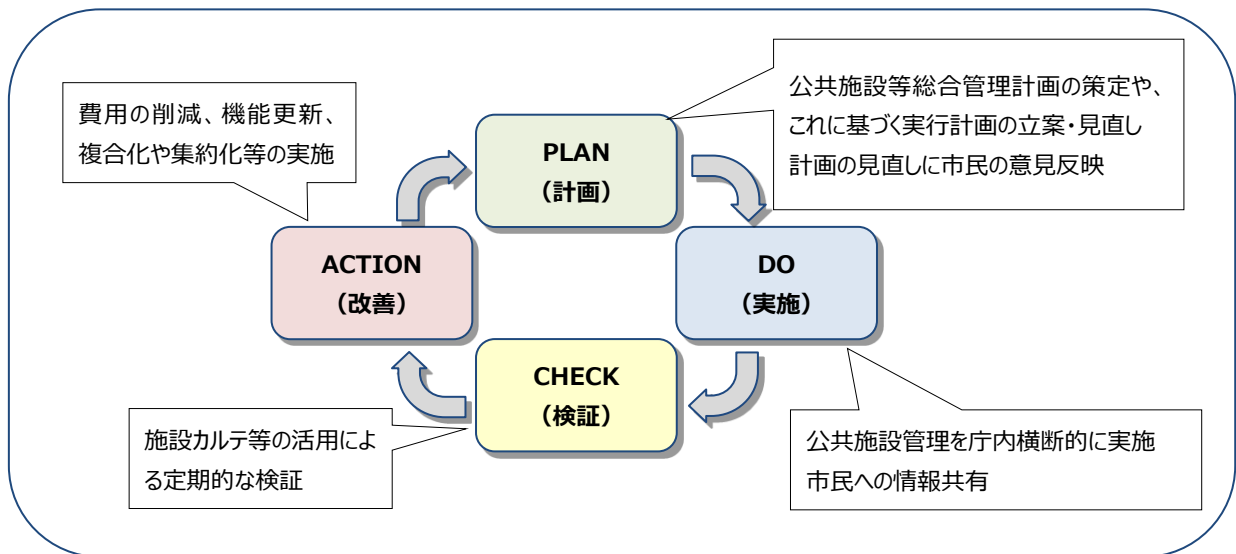 費用の削減、機能更新、
複合化や集約化等の実施
PLAN
（計画）
公共施設等総合管理計画の策定や、
これに基づく実行計画の立案・見直し
計画の見直しに市民の意見反映
ACTION
（改善）
DO
（実施）
CHECK
（検証）
施設カルテ等の活用によ
る定期的な検証
公共施設管理を庁内横断的に実施
市民への情報共有